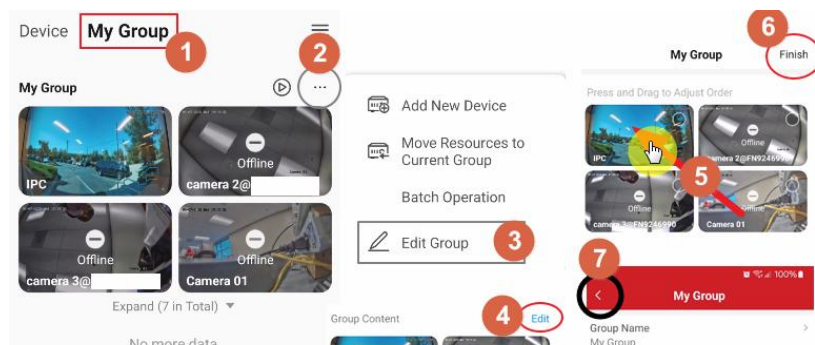 Device My Group
1
2
My Group
...
IPC
Offline
camera 2@
Offline
camera 3@
Offline
Camera 01
Expand (7 in Total)
No more data
Add New Device
Move Resources to
Current Group
Batch Operation
Edit Group
3
Group Content
4
Edit
6
My Group
Finish
Press and Drag to Adjust Order
IPC
Offline
camera 2@FN9246990
5
Offline
camera 3@FN9246990
Offline
Camera 01
7
100%
My Group
Group Name
My Group